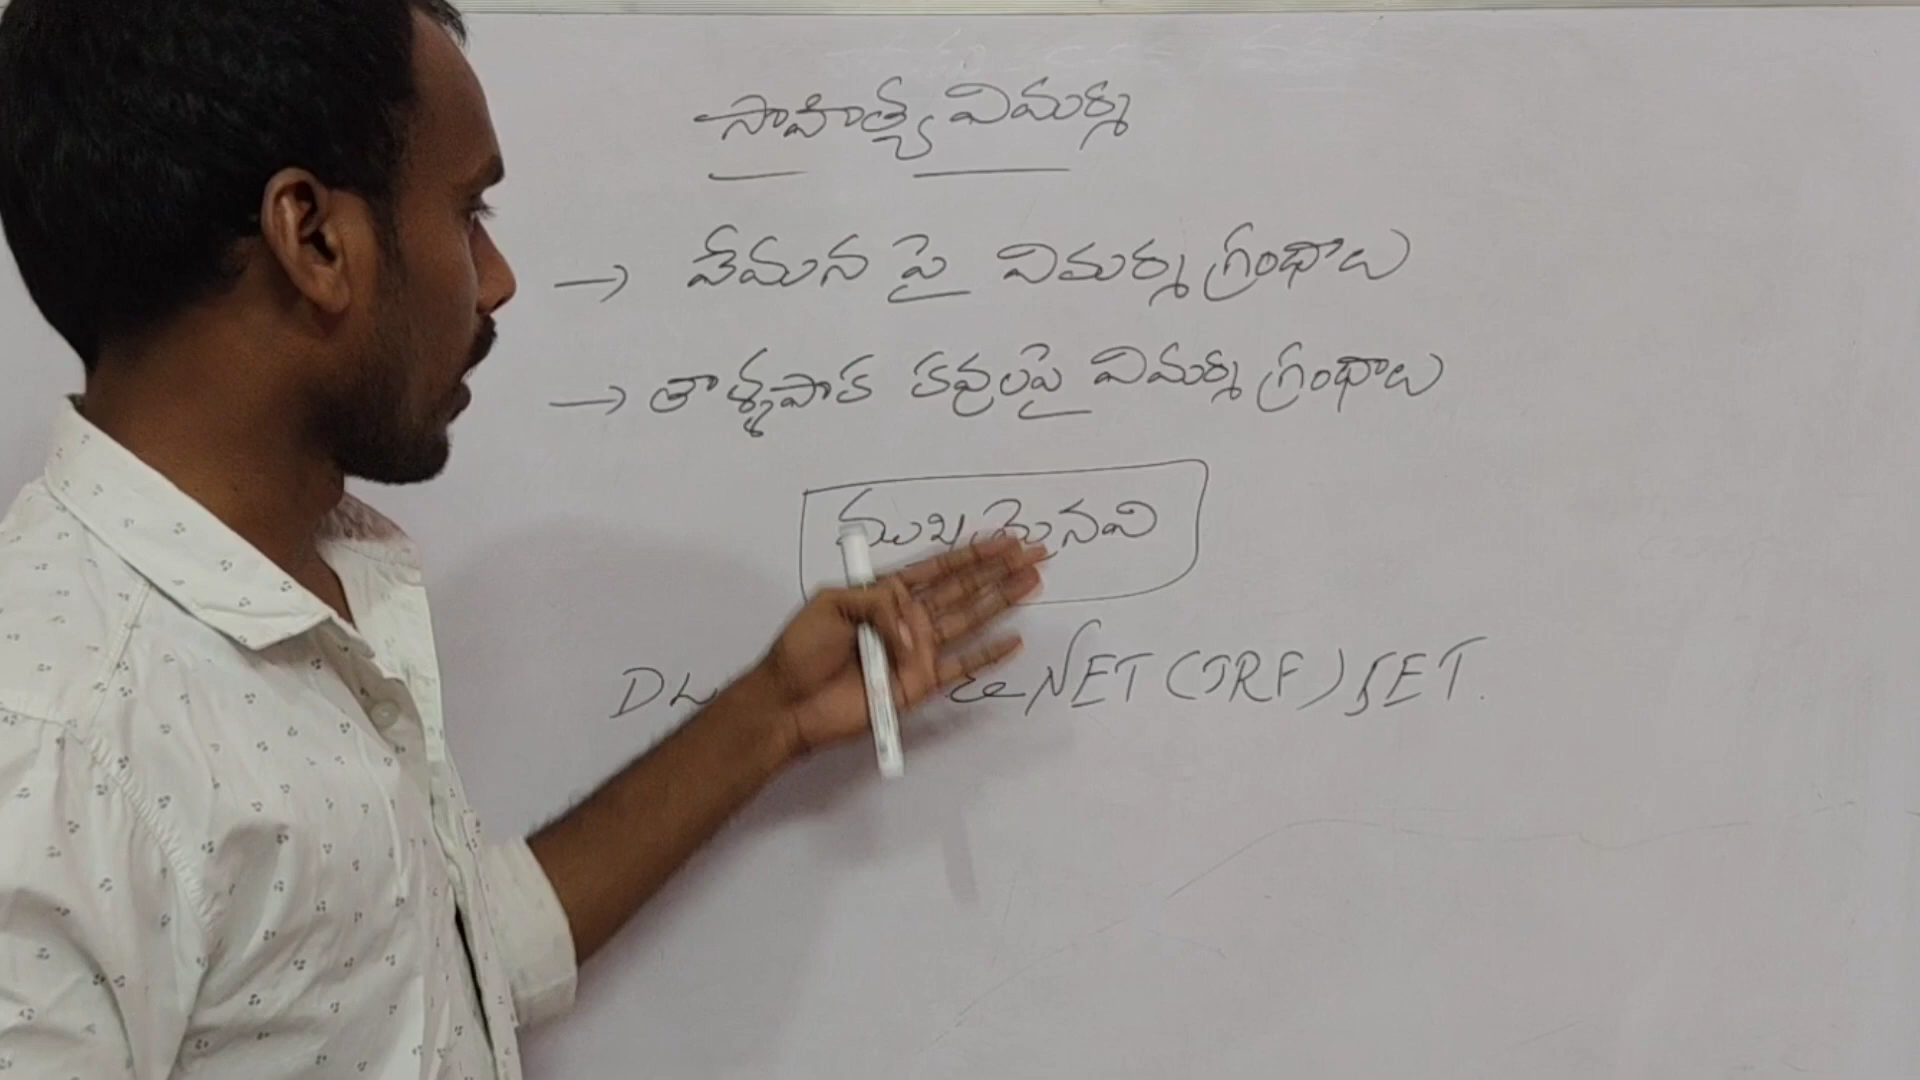 సాహిత్య విమర్శ
→ వేమన పై విమర్శ గ్రంథాలు
→ తాళ్ళపాక కవులపై విమర్శ గ్రంథాలు
ముఖ్యమైనవి
NET (JRF) SET.